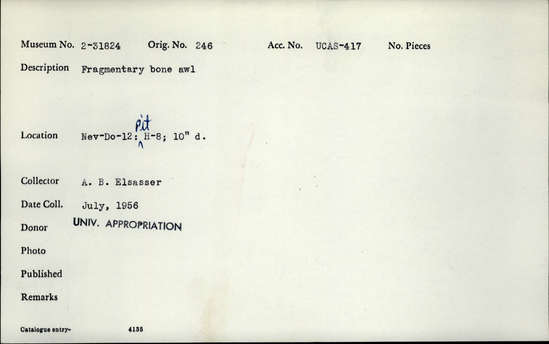 Museum No. 2-31824 Orig. No. 246 Acc. No. UCAS-417 No. Pieces
Description Fragmentary bone awl
pit
Location Nev-Do-12: ^ H-8; 10" d.
Collector A. B. Elsasser
Date Coll. July, 1956
Donor UNIV. APPROPRIATION
Photo
Published
Remarks
Catalogue entry- 4135